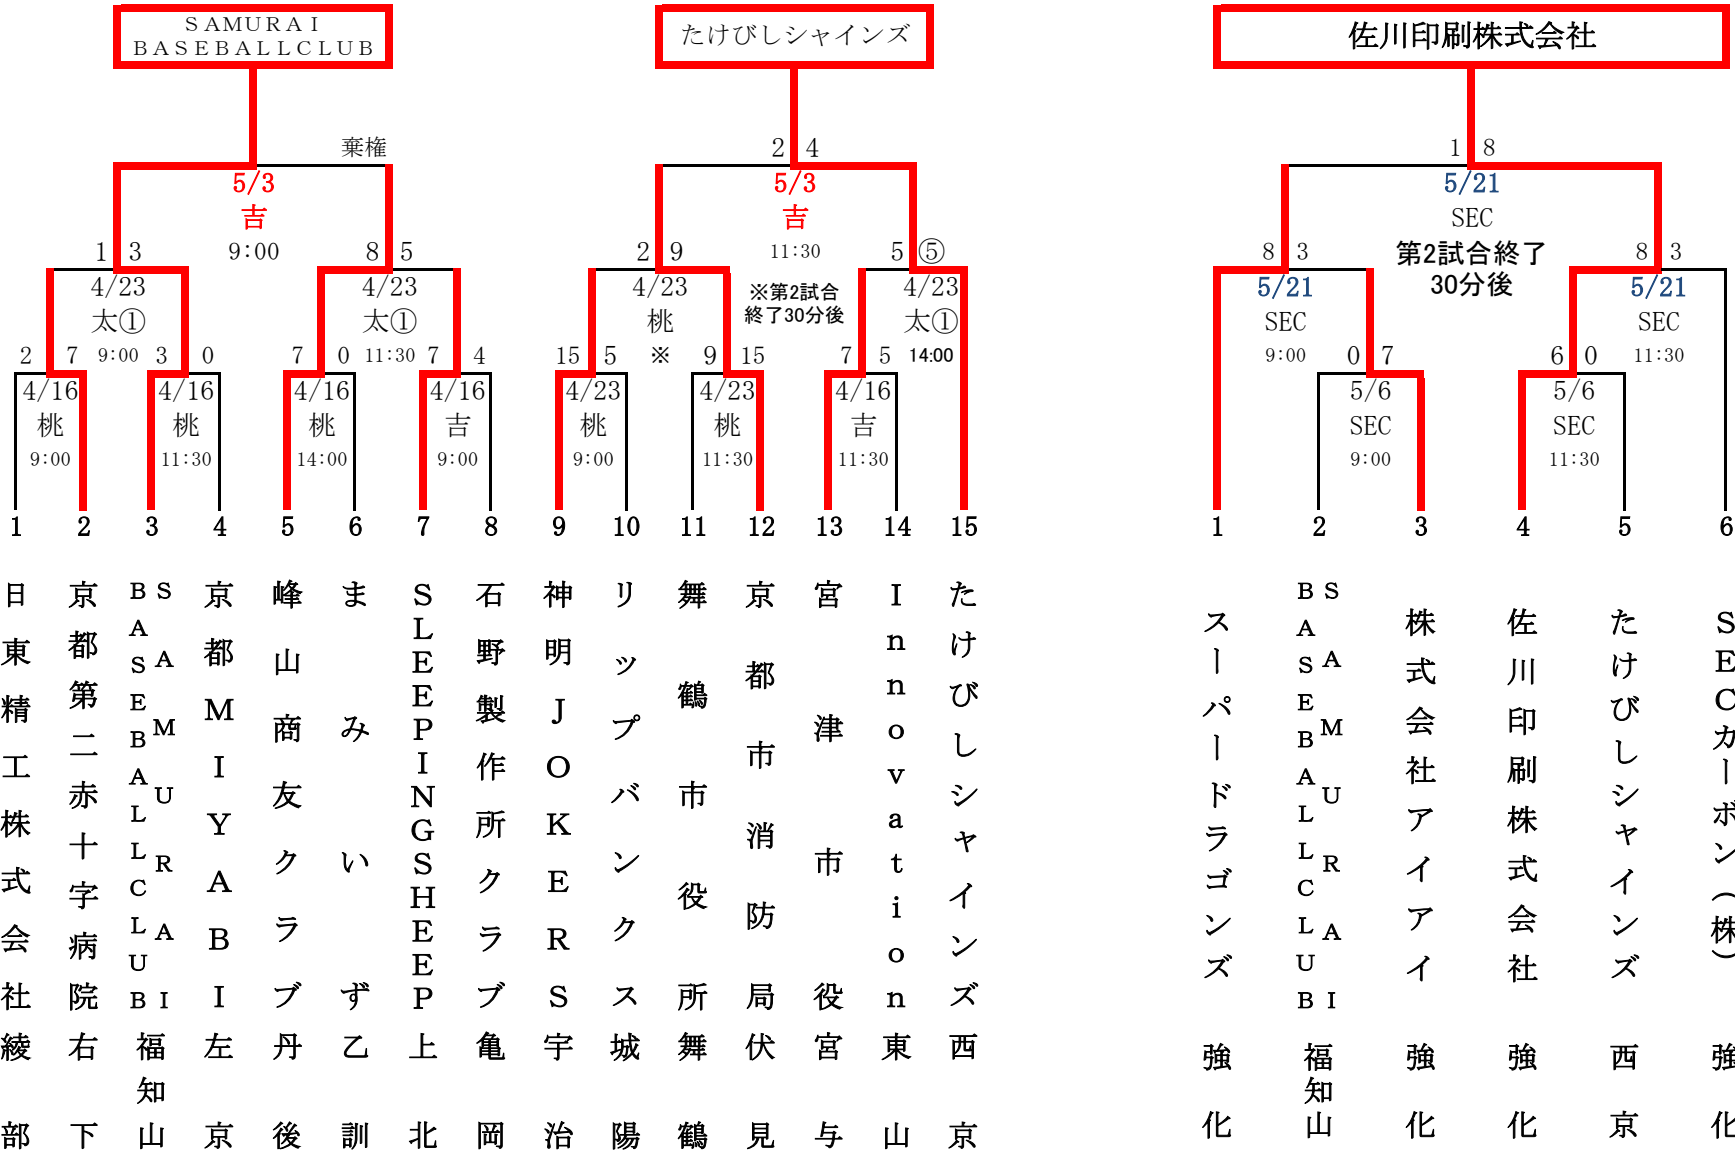 SAMURAI
BASEBALLCLUB
たけびしシャインズ
佐川印刷株式会社
棄権
2 4
1 8
5/3
吉
9:00
5/3
吉
11:30
5/21
SEC
第2試合終了
30分後
1 3
8 5
2 9
5 ⑤
8 3
8 3
4/23
太①
9:00
4/23
太①
11:30
4/23
桃
※
※第2試合
終了30分後
4/23
太①
14:00
5/21
SEC
9:00
5/21
SEC
11:30
2 7
3 0
7 0
7 4
15 5
9 15
7 5
0 7
6 0
4/16
桃
9:00
4/16
桃
11:30
4/16
桃
14:00
4/16
吉
9:00
4/23
桃
9:00
4/23
桃
11:30
4/16
吉
11:30
5/6
SEC
9:00
5/6
SEC
11:30
1 2 3 4 5 6 7 8 9 10 11 12 13 14 15
1 2 3 4 5 6
日東精工株式会社
綾部
京都第二赤十字病院
右下
SAMURAI
BASEBALLCLUB
福知山
京都MIYABI
左京
峰山商友クラブ
丹後
まみいず
乙訓
SLEEPINGSHEEP
上北
石野製作所クラブ
亀岡
神明JOKERS
宇治
リップバンクス
城陽
舞鶴市役所
舞鶴
京都市消防局
伏見
宮津市役
宮与
Innovation
東山
たけびしシャインズ
西京
スーパードラゴンズ
強化
SAMURAI
BASEBALLCLUB
福知山
株式会社アイアイ
強化
佐川印刷株式会社
強化
たけびしシャインズ
西京
SECカーボン(株)
強化